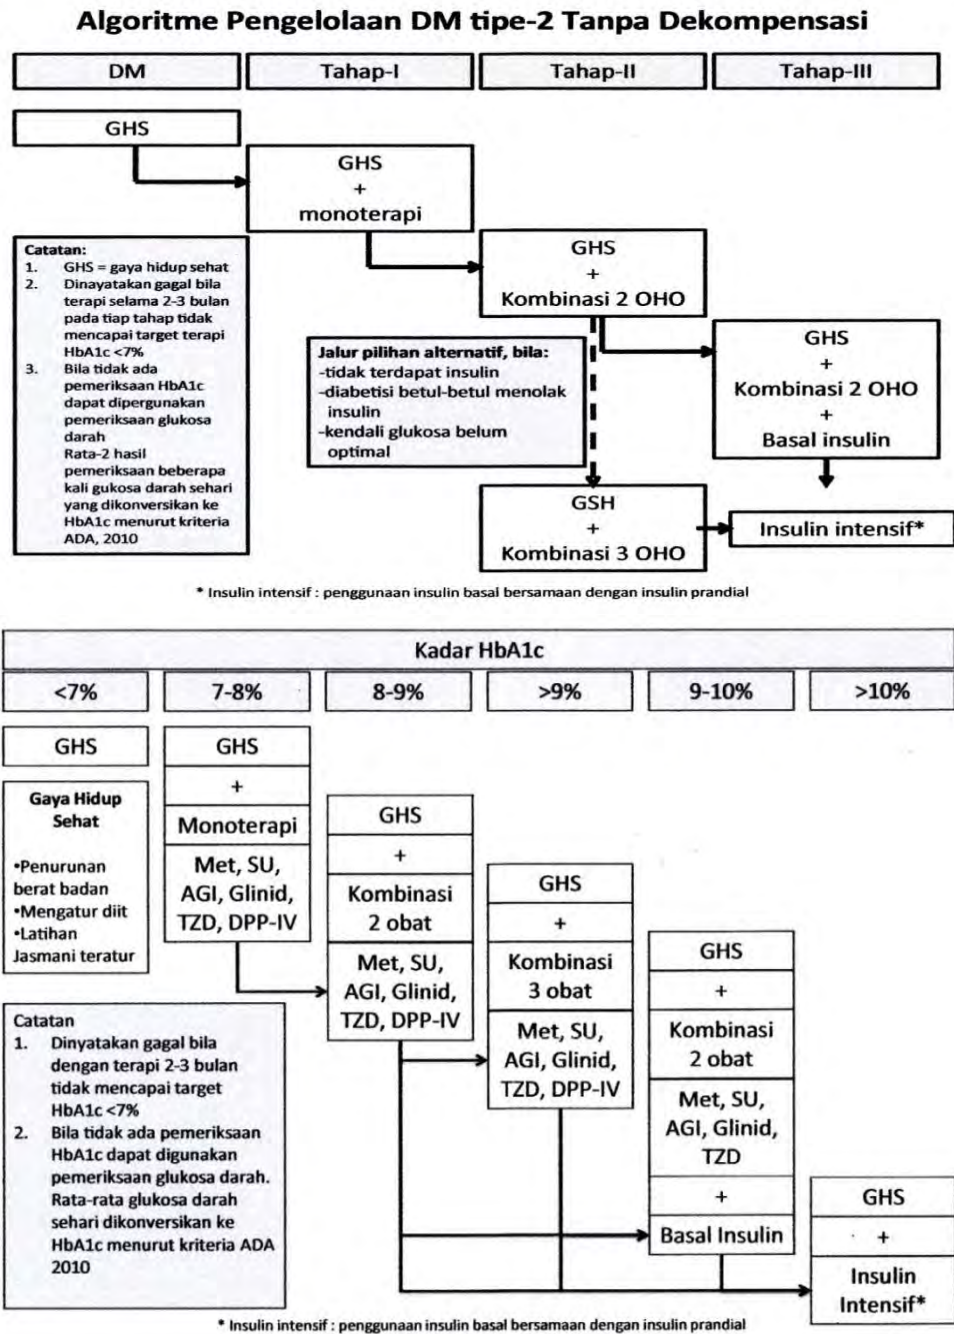 Algoritme Pengelolaan DM tipe-2 Tanpa Dekompensasi
DM
Tahap-I
Tahap-II
Tahap-III
GHS
GHS
+
monoterapi
GHS
+
Kombinasi 2 OHO
GHS
+
Kombinasi 2 OHO
+
Basal insulin
Catatan:
1. GHS = gaya hidup sehat
2. Dinayatakan gagal bila
terapi selama 2-3 bulan
pada tiap tahap tidak
mencapai target terapi
HbA1c <7%
3. Bila tidak ada
pemeriksaan HbA1c
dapat dipergunakan
pemeriksaan glukosa
darah
Rata-2 hasil
pemeriksaan beberapa
kali gukosa darah sehari
yang dikonversikan ke
HbA1c menurut kriteria
ADA, 2010
Jalur pilihan alternatif, bila:
-tidak terdapat insulin
-diabetisi betul-betul menolak
insulin
-kendali glukosa belum
optimal
GSH
+
Kombinasi 3 OHO
Insulin intensif*
* Insulin intensif : penggunaan insulin basal bersamaan dengan insulin prandial
Kadar HbA1c
<7%
7-8%
8-9%
>9%
9-10%
>10%
GHS
Gaya Hidup
Sehat
•Penurunan
berat badan
•Mengatur diit
•Latihan
Jasmani teratur
GHS
+
Monoterapi
Met, SU,
AGI, Glinid,
TZD, DPP-IV
GHS
+
Kombinasi
2 obat
Met, SU,
AGI, Glinid,
TZD, DPP-IV
GHS
+
Kombinasi
3 obat
Met, SU,
AGI, Glinid,
TZD, DPP-IV
GHS
+
Kombinasi
2 obat
Met, SU,
AGI, Glinid,
TZD
+
Basal Insulin
GHS
+
Insulin
Intensif*
Catatan
1. Dinyatakan gagal bila
dengan terapi 2-3 bulan
tidak mencapai target
HbA1c <7%
2. Bila tidak ada pemeriksaan
HbA1c dapat digunakan
pemeriksaan glukosa darah.
Rata-rata glukosa darah
sehari dikonversikan ke
HbA1c menurut kriteria ADA
2010
* Insulin intensif : penggunaan insulin basal bersamaan dengan insulin prandial